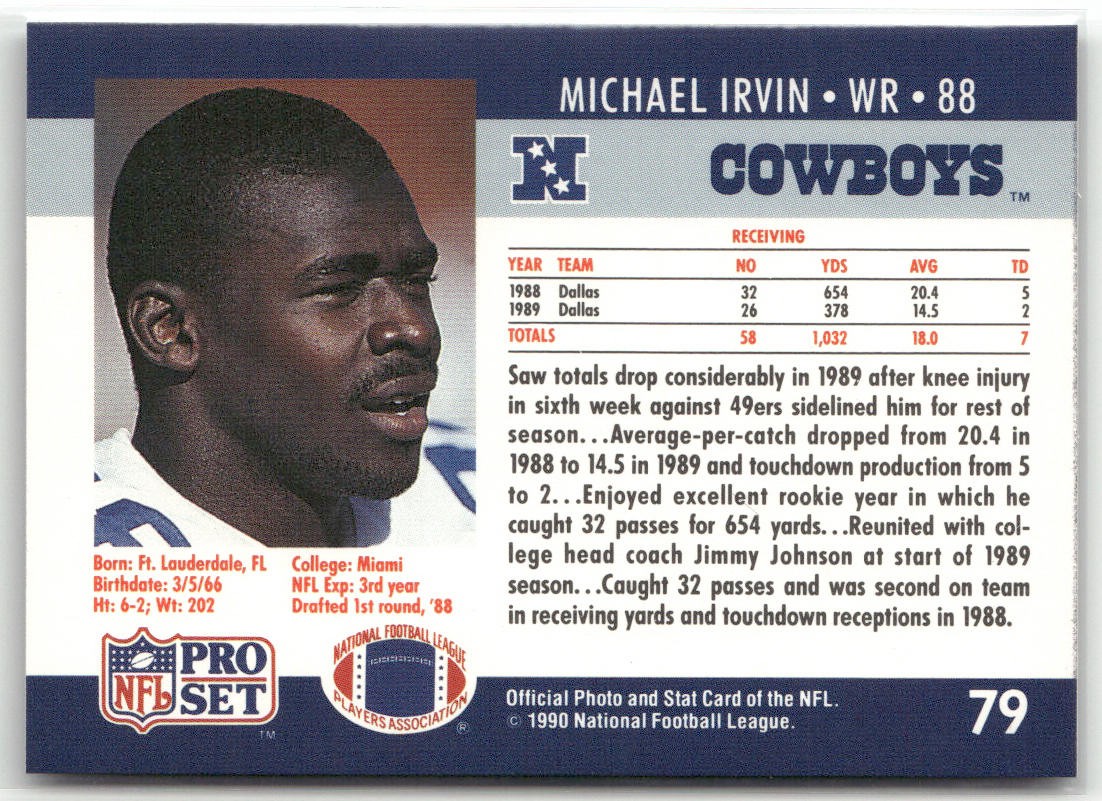 MICHAEL IRVIN • WR • 88
N
COWBOYS™
RECEIVING
YEAR TEAM NO YDS AVG TD
1988 Dallas 32 654 20.4 5
1989 Dallas 26 378 14.5 2
TOTALS 58 1,032 18.0 7
Saw totals drop considerably in 1989 after knee injury
in sixth week against 49ers sidelined him for rest of
season...Average-per-catch dropped from 20.4 in
1988 to 14.5 in 1989 and touchdown production from 5
to 2...Enjoyed excellent rookie year in which he
caught 32 passes for 654 yards...Reunited with col-
lege head coach Jimmy Johnson at start of 1989
season...Caught 32 passes and was second on team
in receiving yards and touchdown receptions in 1988.
Born: Ft. Lauderdale, FL
Birthdate: 3/5/66
Ht: 6-2; Wt: 202
College: Miami
NFL Exp: 3rd year
Drafted 1st round, '88
NFL
PRO
SET
™
NATIONAL FOOTBALL LEAGUE
PLAYERS ASSOCIATION
®
Official Photo and Stat Card of the NFL.
© 1990 National Football League.
79